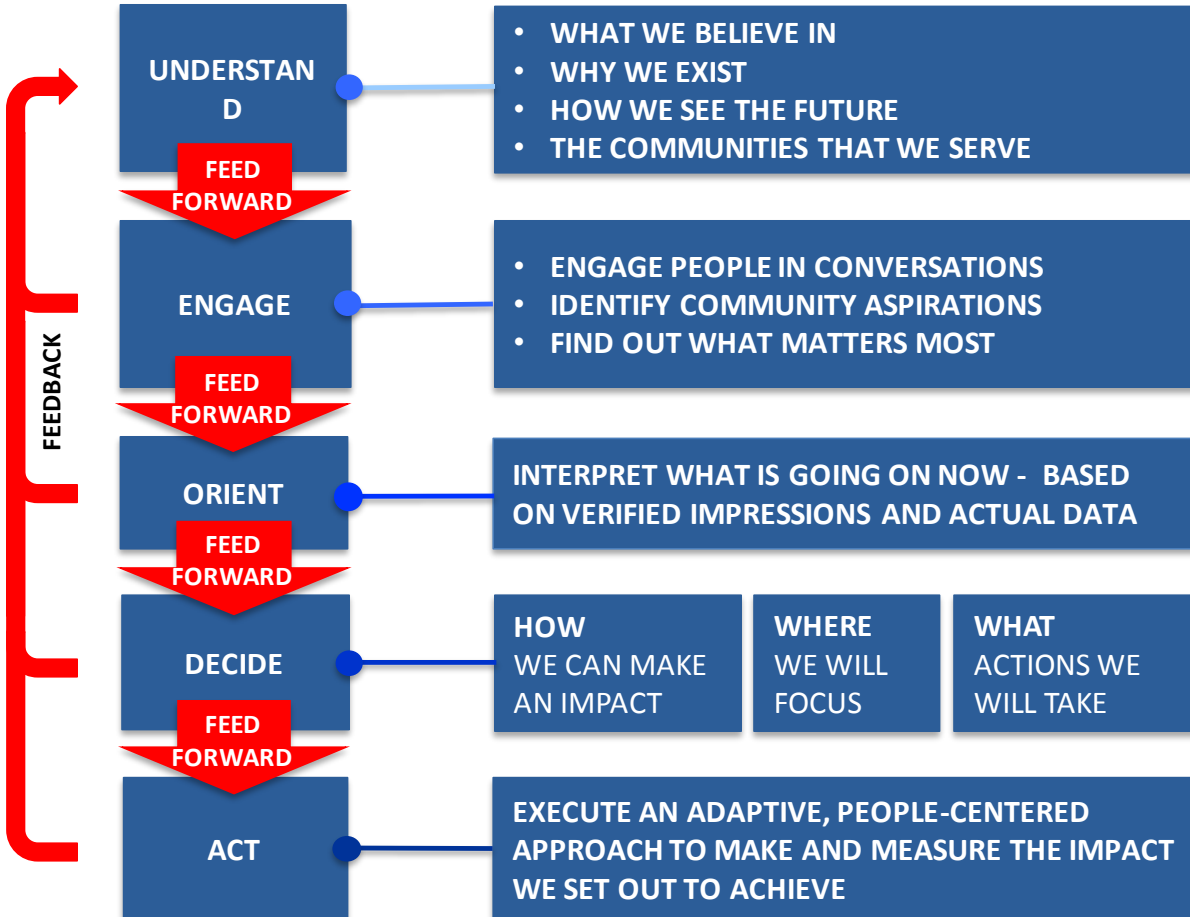 UNDERSTAN
D
• WHAT WE BELIEVE IN
• WHY WE EXIST
• HOW WE SEE THE FUTURE
• THE COMMUNITIES THAT WE SERVE
FEED
FORWARD
ENGAGE
• ENGAGE PEOPLE IN CONVERSATIONS
• IDENTIFY COMMUNITY ASPIRATIONS
• FIND OUT WHAT MATTERS MOST
FEEDBACK
FEED
FORWARD
ORIENT
INTERPRET WHAT IS GOING ON NOW - BASED
ON VERIFIED IMPRESSIONS AND ACTUAL DATA
FEED
FORWARD
DECIDE
HOW
WE CAN MAKE
AN IMPACT
WHERE
WE WILL
FOCUS
WHAT
ACTIONS WE
WILL TAKE
FEED
FORWARD
ACT
EXECUTE AN ADAPTIVE, PEOPLE-CENTERED
APPROACH TO MAKE AND MEASURE THE IMPACT
WE SET OUT TO ACHIEVE